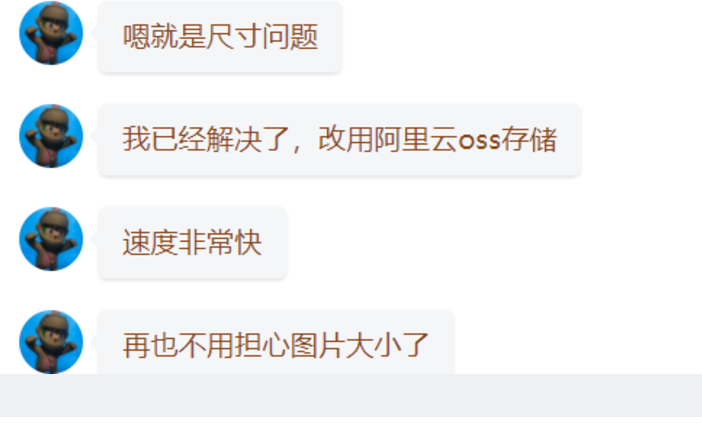 嗯就是尺寸问题
我已经解决了，改用阿里云oss存储
速度非常快
再也不用担心图片大小了